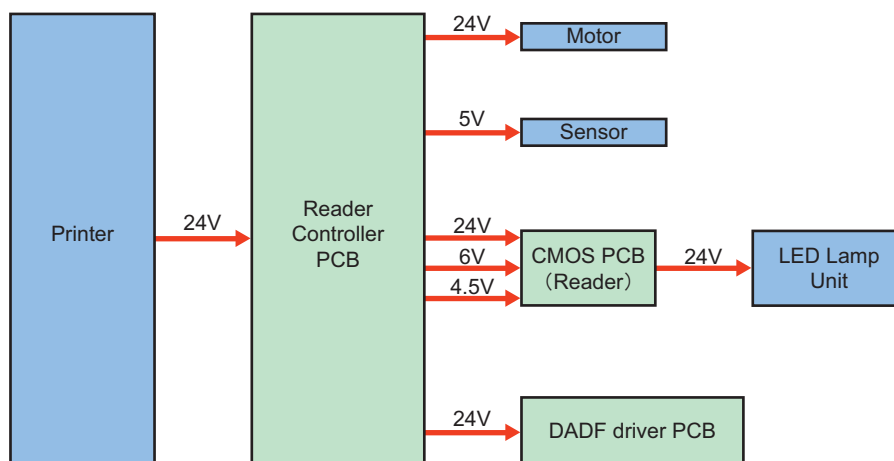 24V
Motor
5V
Sensor
Printer
24V
Reader
Controller
PCB
24V
6V
4.5V
CMOS PCB
（Reader）
24V
LED Lamp
Unit
24V
DADF driver PCB